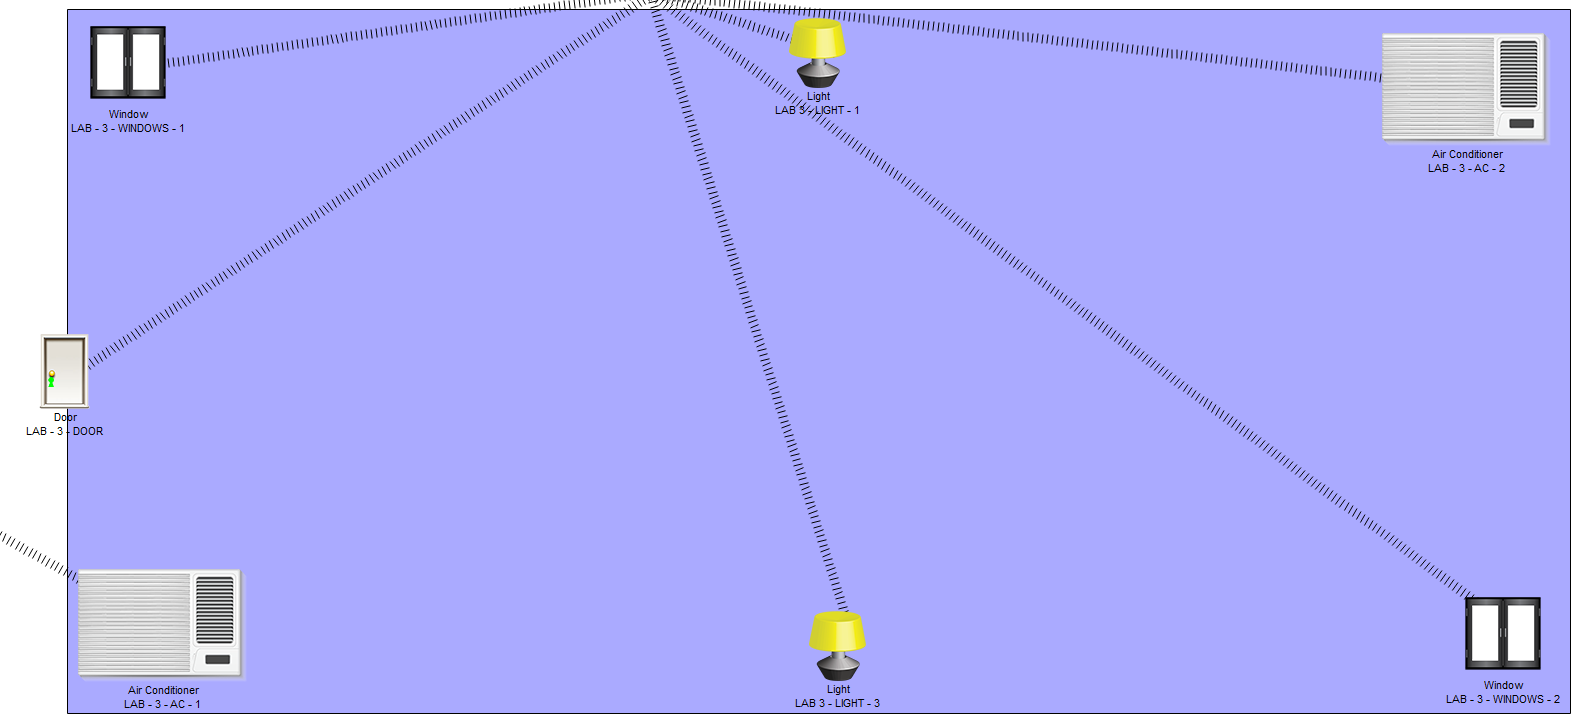 Window
LAB - 3 - WINDOWS - 1
Light
LAB 3 - LIGHT - 1
Air Conditioner
LAB - 3 - AC - 2
Door
LAB - 3 - DOOR
Air Conditioner
LAB - 3 - AC - 1
Light
LAB 3 - LIGHT - 3
Window
LAB - 3 - WINDOWS - 2